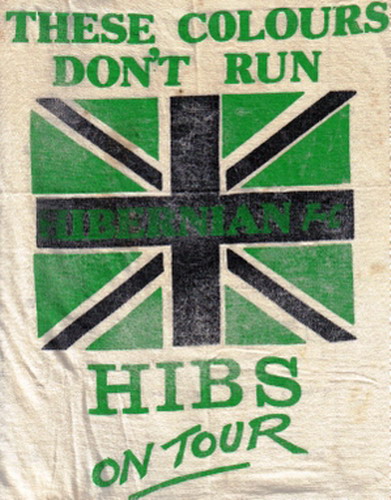 THESE COLOURS
DON'T RUN
HIBERNIAN Fc
HIBS
ON TOUR